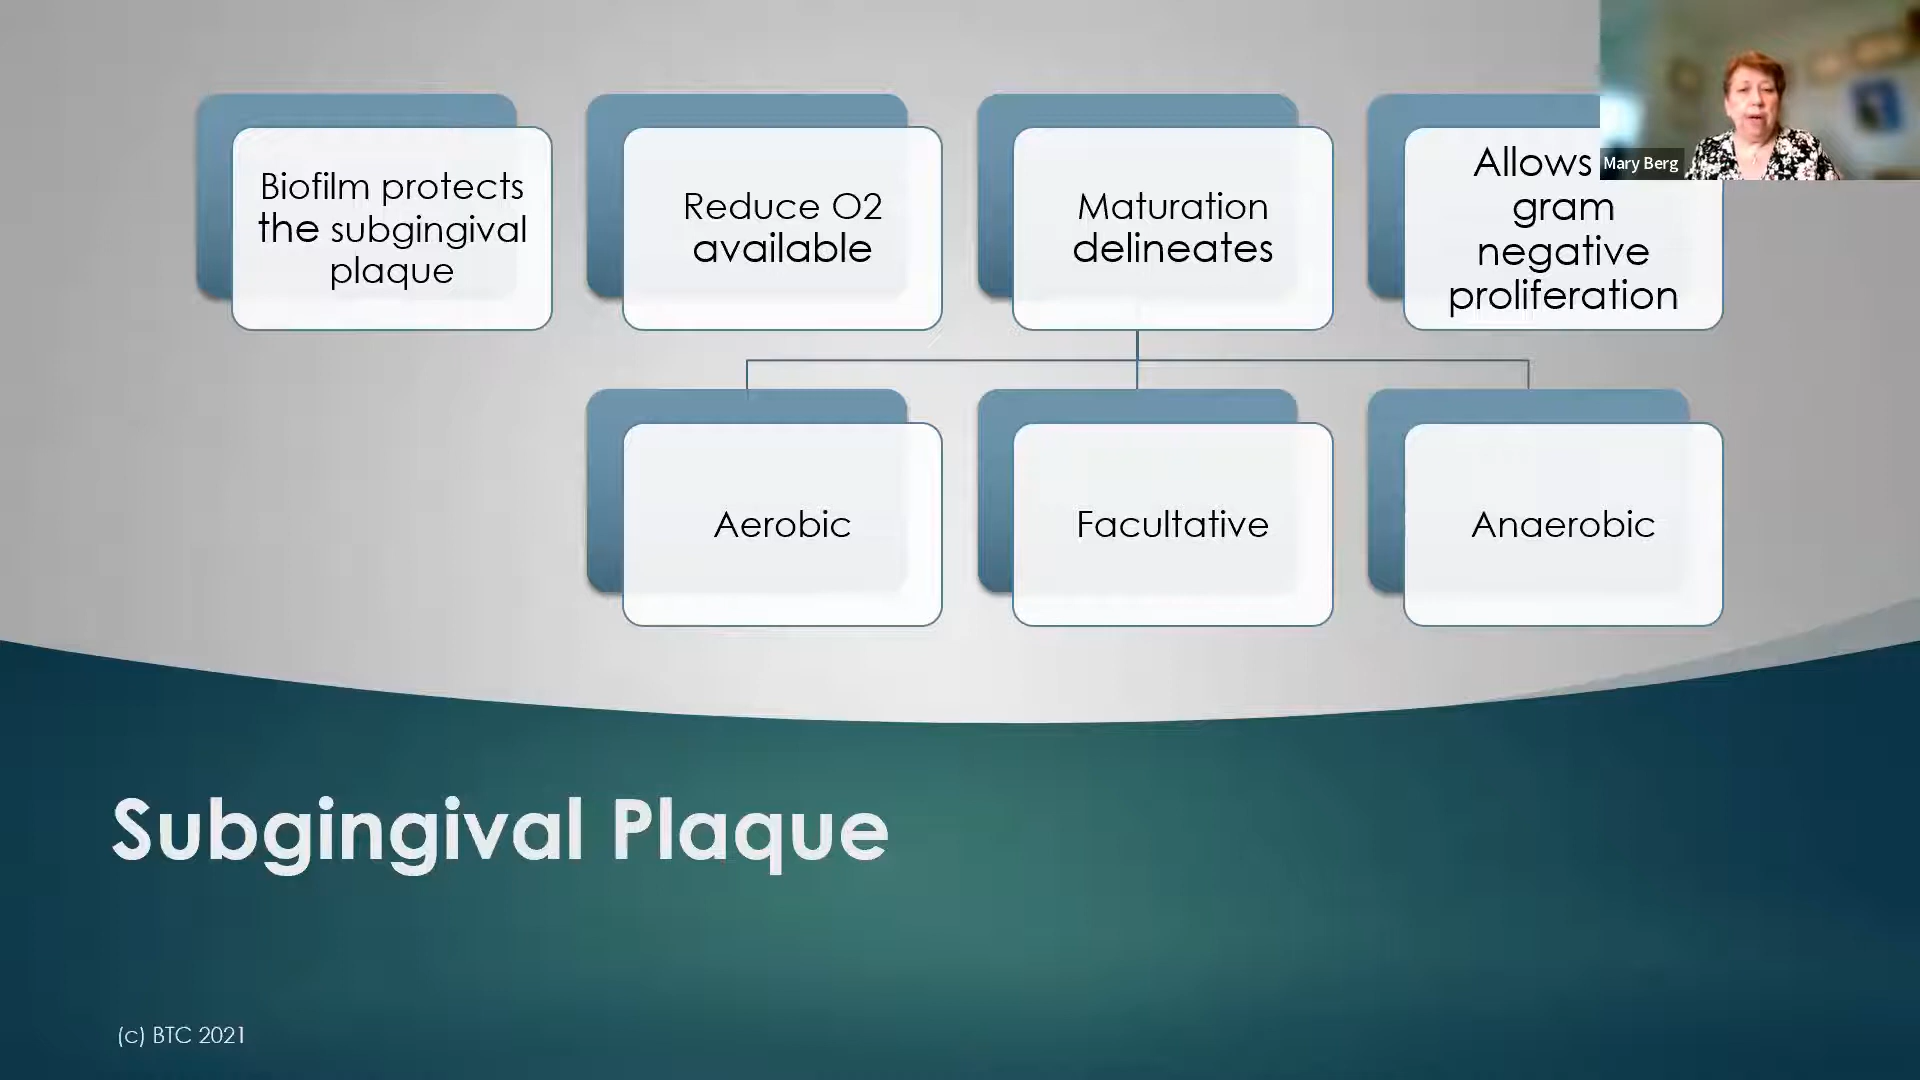 Biofilm protects
the subgingival
plaque
Reduce O2
available
Maturation
delineates
Allows
gram
negative
proliferation
Mary Berg
Aerobic
Facultative
Anaerobic
Subgingival Plaque
(c) BTC 2021